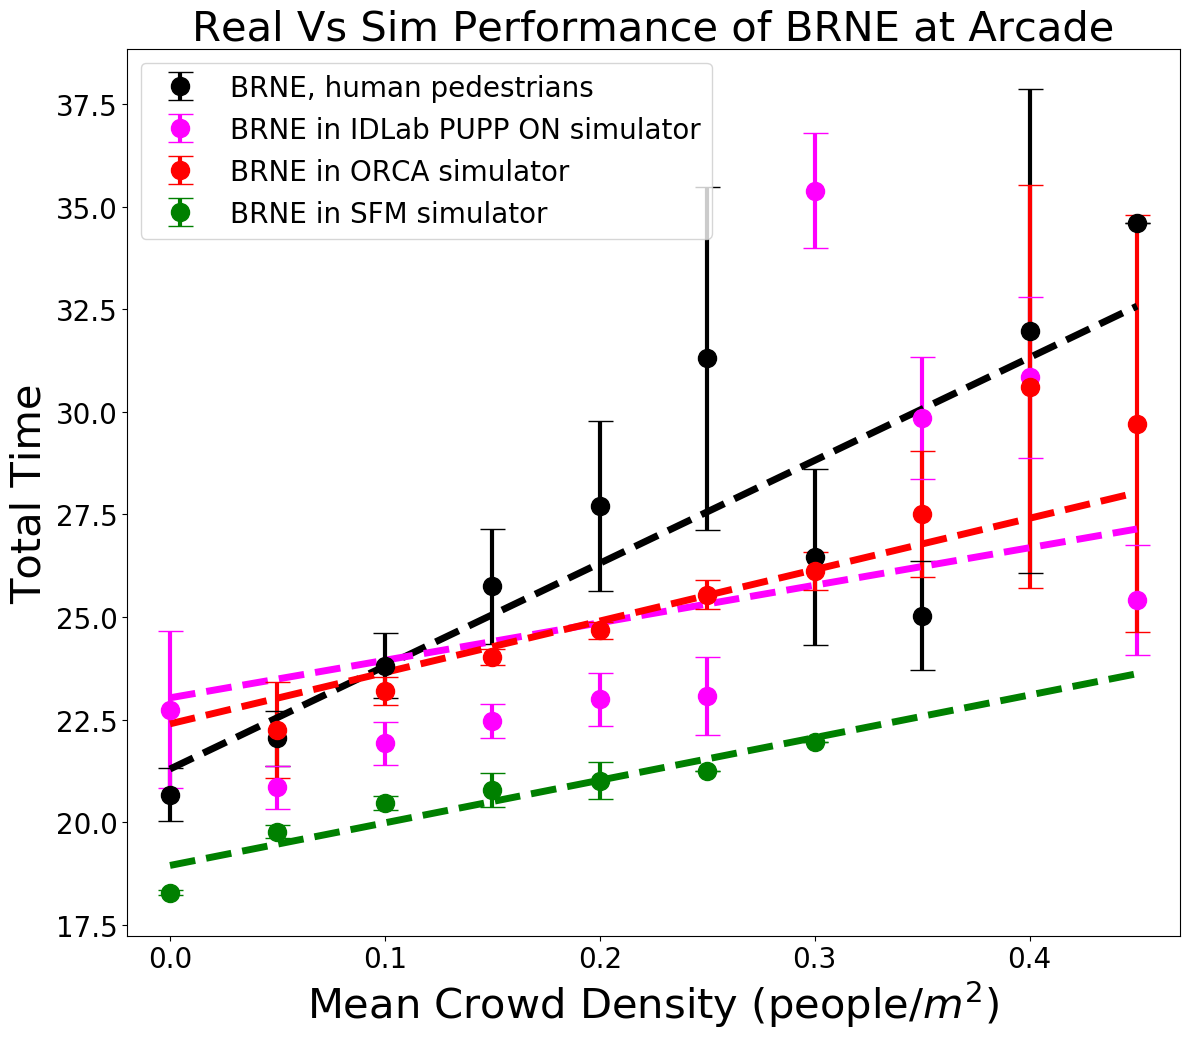 Real Vs Sim Performance of BRNE at Arcade
BRNE, human pedestrians
BRNE in IDLab PUPP ON simulator
BRNE in ORCA simulator
BRNE in SFM simulator
Total Time
37.5
35.0
32.5
30.0
27.5
25.0
22.5
20.0
17.5
0.0 0.1 0.2 0.3 0.4
Mean Crowd Density (people/m²)